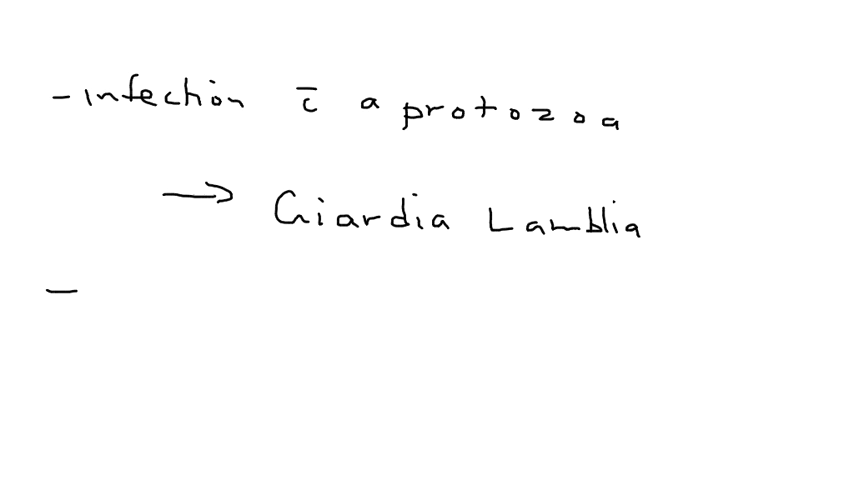 - Infection c̄ a protozoa
→ Giardia Lamblia
-